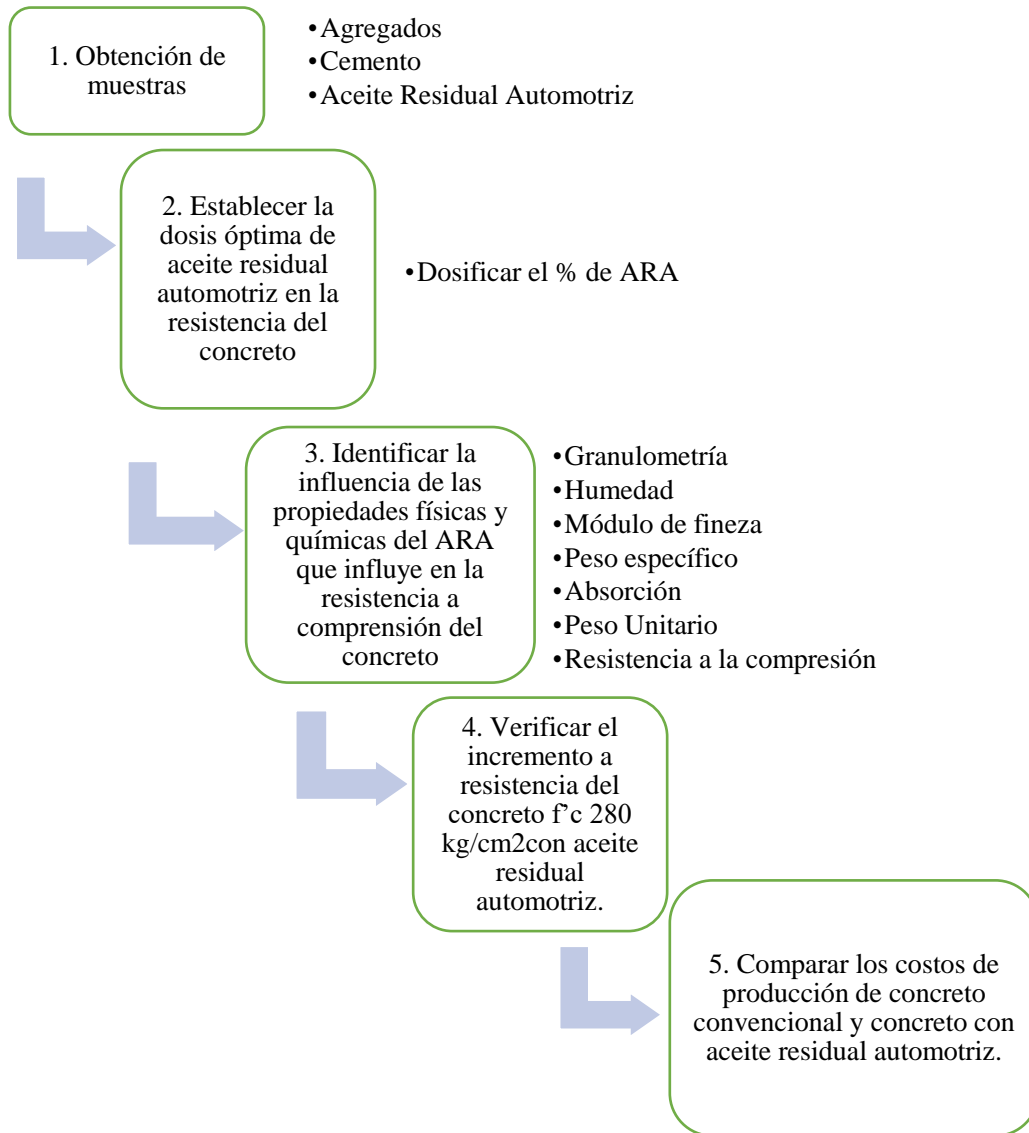 1. Obtención de
muestras
•Agregados
•Cemento
•Aceite Residual Automotriz
2. Establecer la
dosis óptima de
aceite residual
automotriz en la
resistencia del
concreto
•Dosificar el % de ARA
3. Identificar la
influencia de las
propiedades físicas y
químicas del ARA
que influye en la
resistencia a
comprensión del
concreto
•Granulometría
•Humedad
•Módulo de fineza
•Peso específico
•Absorción
•Peso Unitario
•Resistencia a la compresión
4. Verificar el
incremento a
resistencia del
concreto f’c 280
kg/cm2con aceite
residual
automotriz.
5. Comparar los costos de
producción de concreto
convencional y concreto con
aceite residual automotriz.